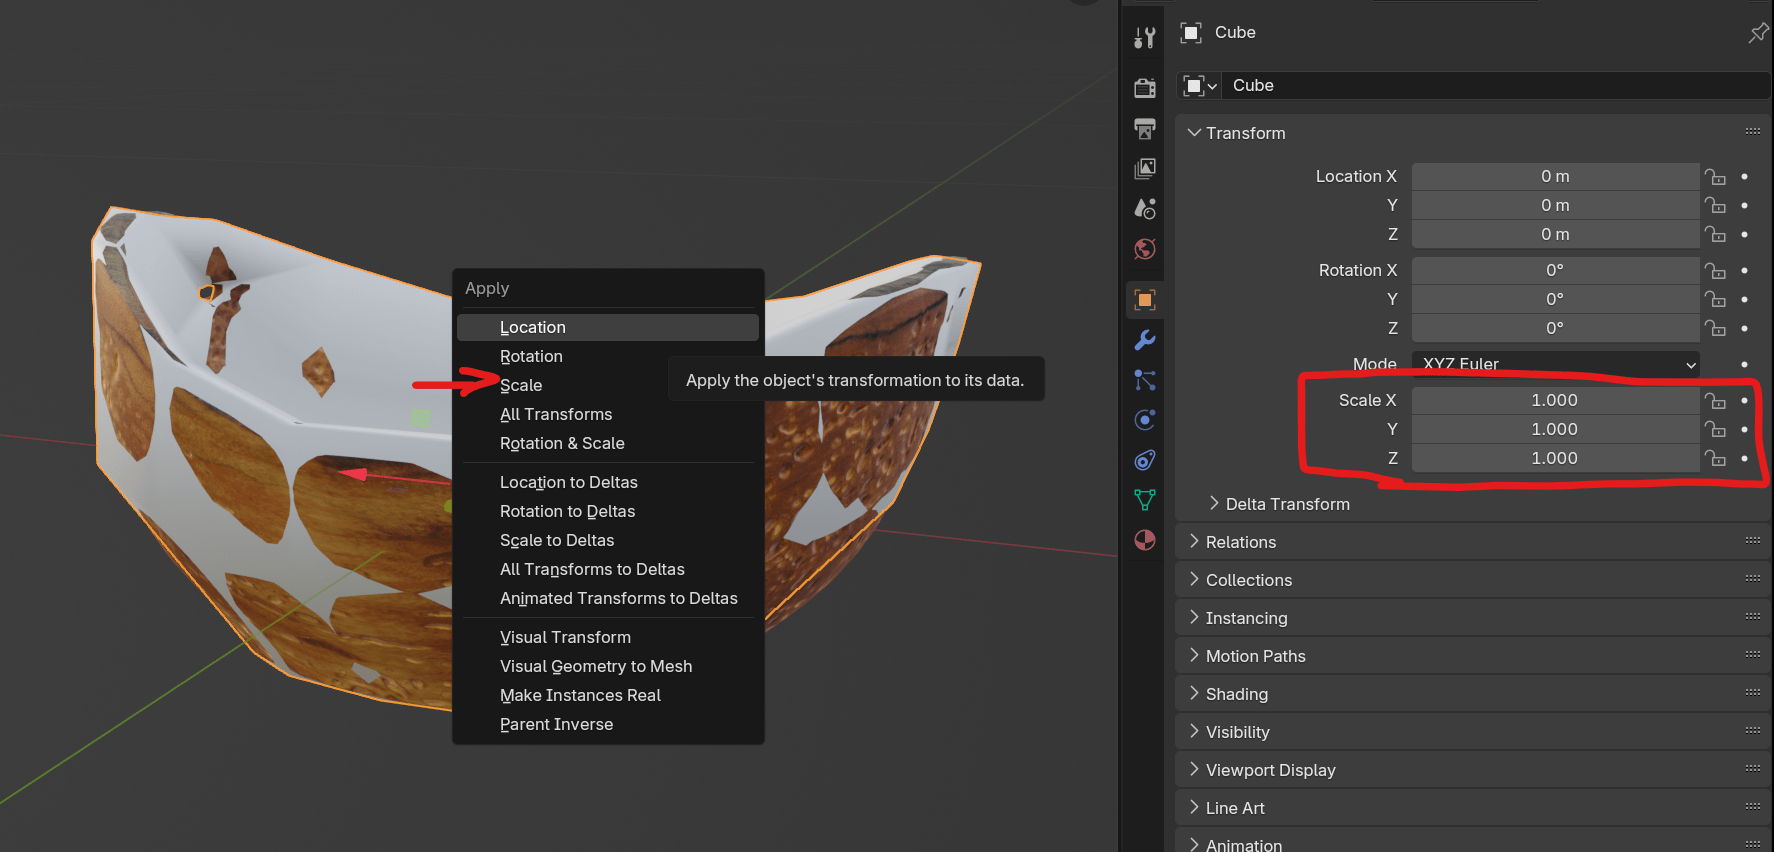 Cube
Cube
Transform
Location X 0 m
Y 0 m
Z 0 m
Rotation X 0°
Y 0°
Z 0°
Mode XYZ Euler
Scale X 1.000
Y 1.000
Z 1.000
Delta Transform
Relations
Collections
Instancing
Motion Paths
Shading
Visibility
Viewport Display
Line Art
Animation
Apply
Location
Rotation
Scale
All Transforms
Rotation & Scale
Location to Deltas
Rotation to Deltas
Scale to Deltas
All Transforms to Deltas
Animated Transforms to Deltas
Visual Transform
Visual Geometry to Mesh
Make Instances Real
Parent Inverse
Apply the object's transformation to its data.